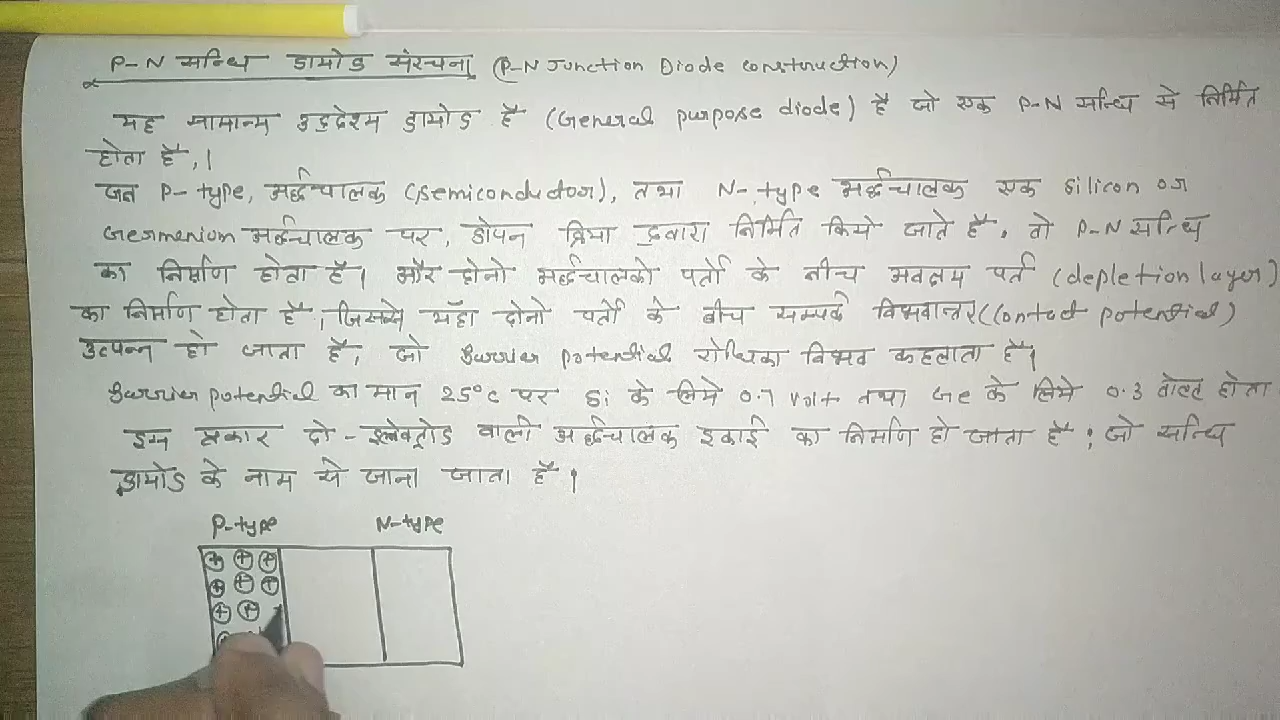 P-N सन्धि डायोड संरचना (P-N Junction Diode construction)
यह सामान्य उद्देश्य डायोड है (General purpose diode) है जो एक P-N सन्धि से निर्मित
होता है,।
जब P-type, अर्द्धचालक (semiconductor), तथा N-type अर्द्धचालक एक silicon or
Germenium अर्द्धचालक पर, डोपन क्रिया द्वारा निर्मित किये जाते है, तो P-N सन्धि
का निर्माण होता है। और दोनो अर्द्धचालको पर्तो के बीच अवक्षय पर्त (depletion layer)
का निर्माण होता है, जिससे यहाँ दोनो पर्तो के बीच सम्पर्क विभवान्तर (Contact potential)
उत्पन्न हो जाता है, जो Barrier potential रोधिका विभव कहलाता है।
Barrier potential का मान 25°c पर Si के लिये 0.7 volt तथा Ge के लिये 0.3 वोल्ट होता
इस प्रकार दो-इलेक्ट्रोड वाली अर्द्धचालक इकाई का निर्माण हो जाता है; जो सन्धि
डायोड के नाम से जाना जाता है।
P-type N-type
+ + +
+ + +
+ +